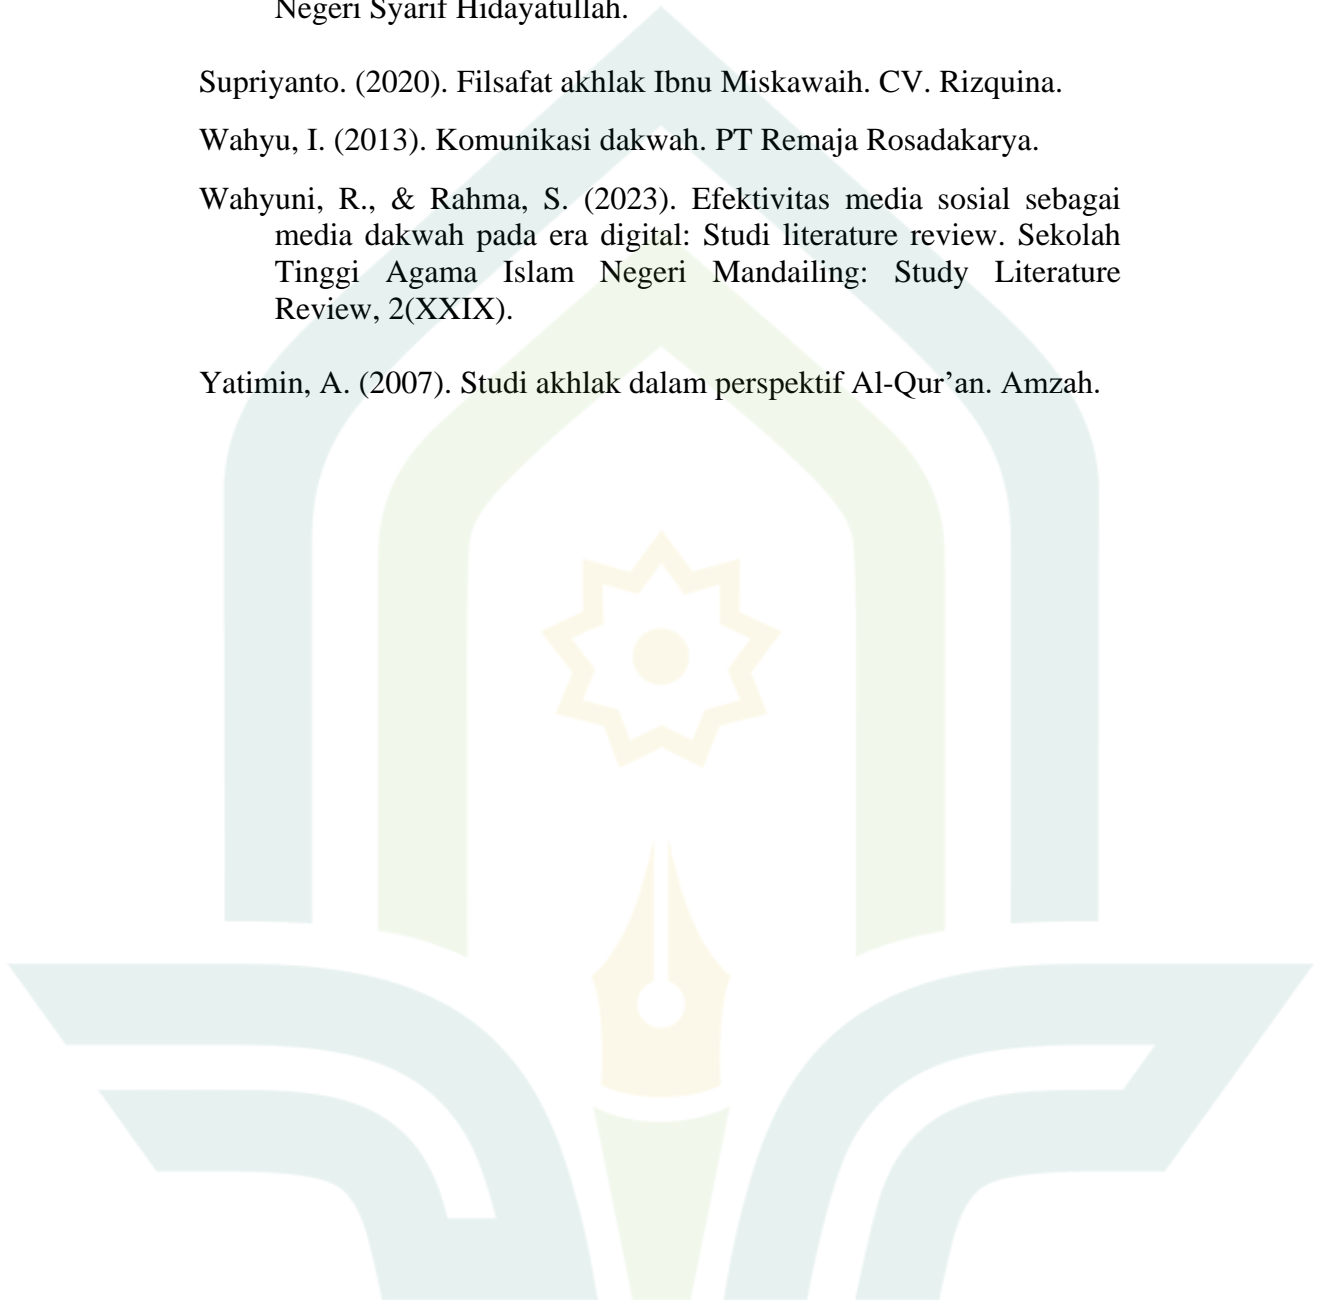 Negeri Syarif Hidayatullah.
Supriyanto. (2020). Filsafat akhlak Ibnu Miskawaih. CV. Rizquina.
Wahyu, I. (2013). Komunikasi dakwah. PT Remaja Rosadakarya.
Wahyuni, R., & Rahma, S. (2023). Efektivitas media sosial sebagai
media dakwah pada era digital: Studi literature review. Sekolah
Tinggi Agama Islam Negeri Mandailing: Study Literature
Review, 2(XXIX).
Yatimin, A. (2007). Studi akhlak dalam perspektif Al-Qur’an. Amzah.